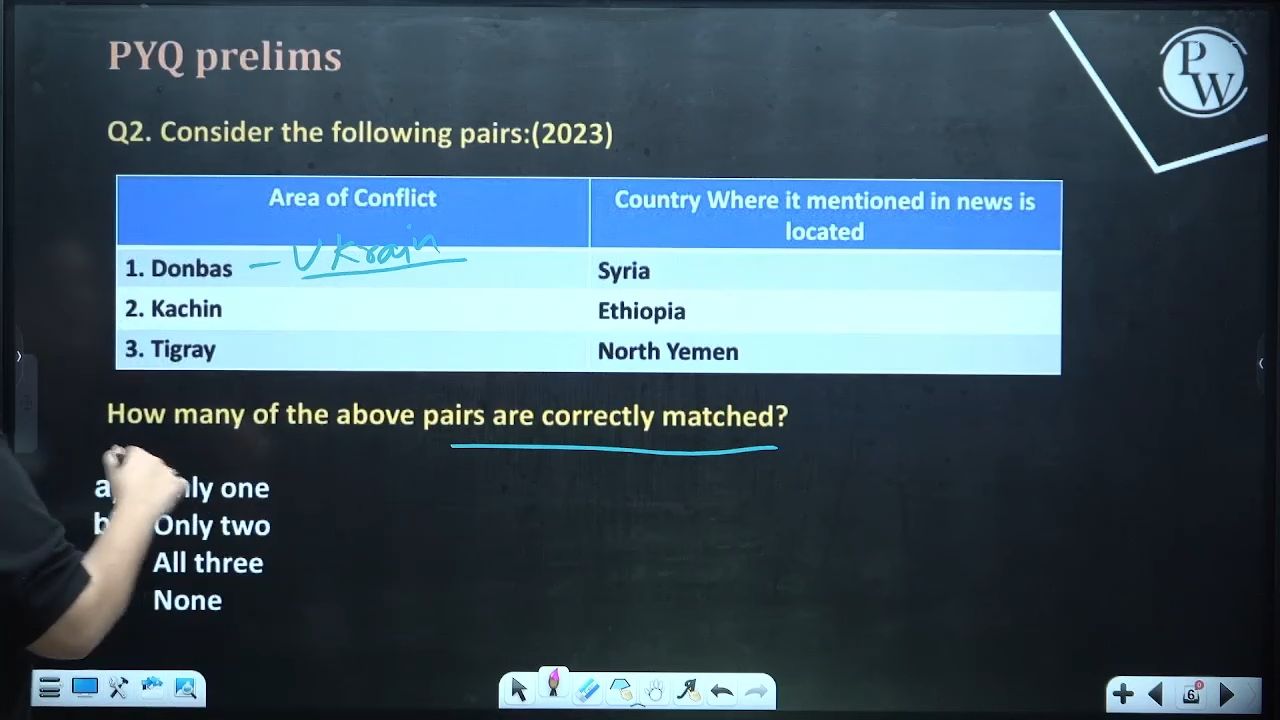 PYQ prelims
P
W
Q2. Consider the following pairs:(2023)
Area of Conflict
Country Where it mentioned in news is
located
1. Donbas – Ukrain
Syria
2. Kachin
Ethiopia
3. Tigray
North Yemen
How many of the above pairs are correctly matched?
a) Only one
b) Only two
All three
None
6